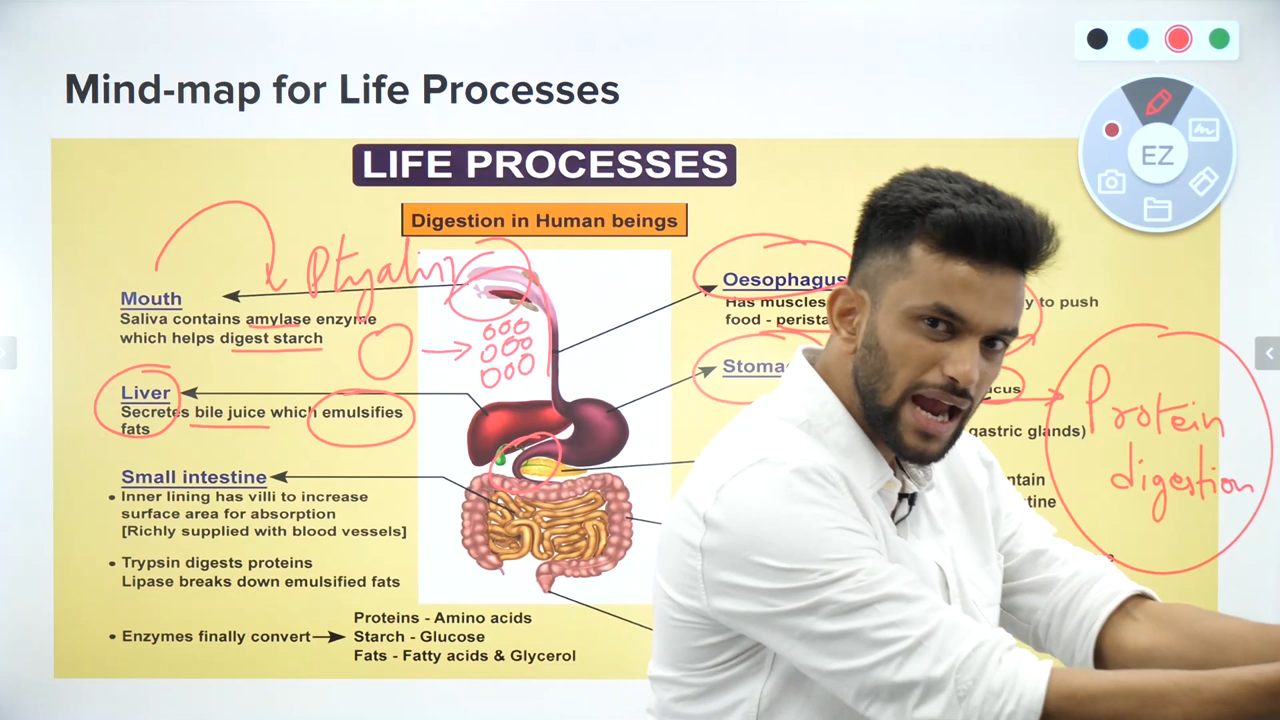 Mind-map for Life Processes
EZ
LIFE PROCESSES
Digestion in Human beings
Ptyalin
Mouth
Saliva contains amylase enzyme
which helps digest starch
Liver
Secretes bile juice which emulsifies
fats
Small intestine
• Inner lining has villi to increase
surface area for absorption
[Richly supplied with blood vessels]
• Trypsin digests proteins
Lipase breaks down emulsified fats
• Enzymes finally convert
Proteins - Amino acids
Starch - Glucose
Fats - Fatty acids & Glycerol
Oesophagus
Has muscles y to push
food - perista
Stoma
ucus
gastric glands)
ntain
tine
Protein
digestion